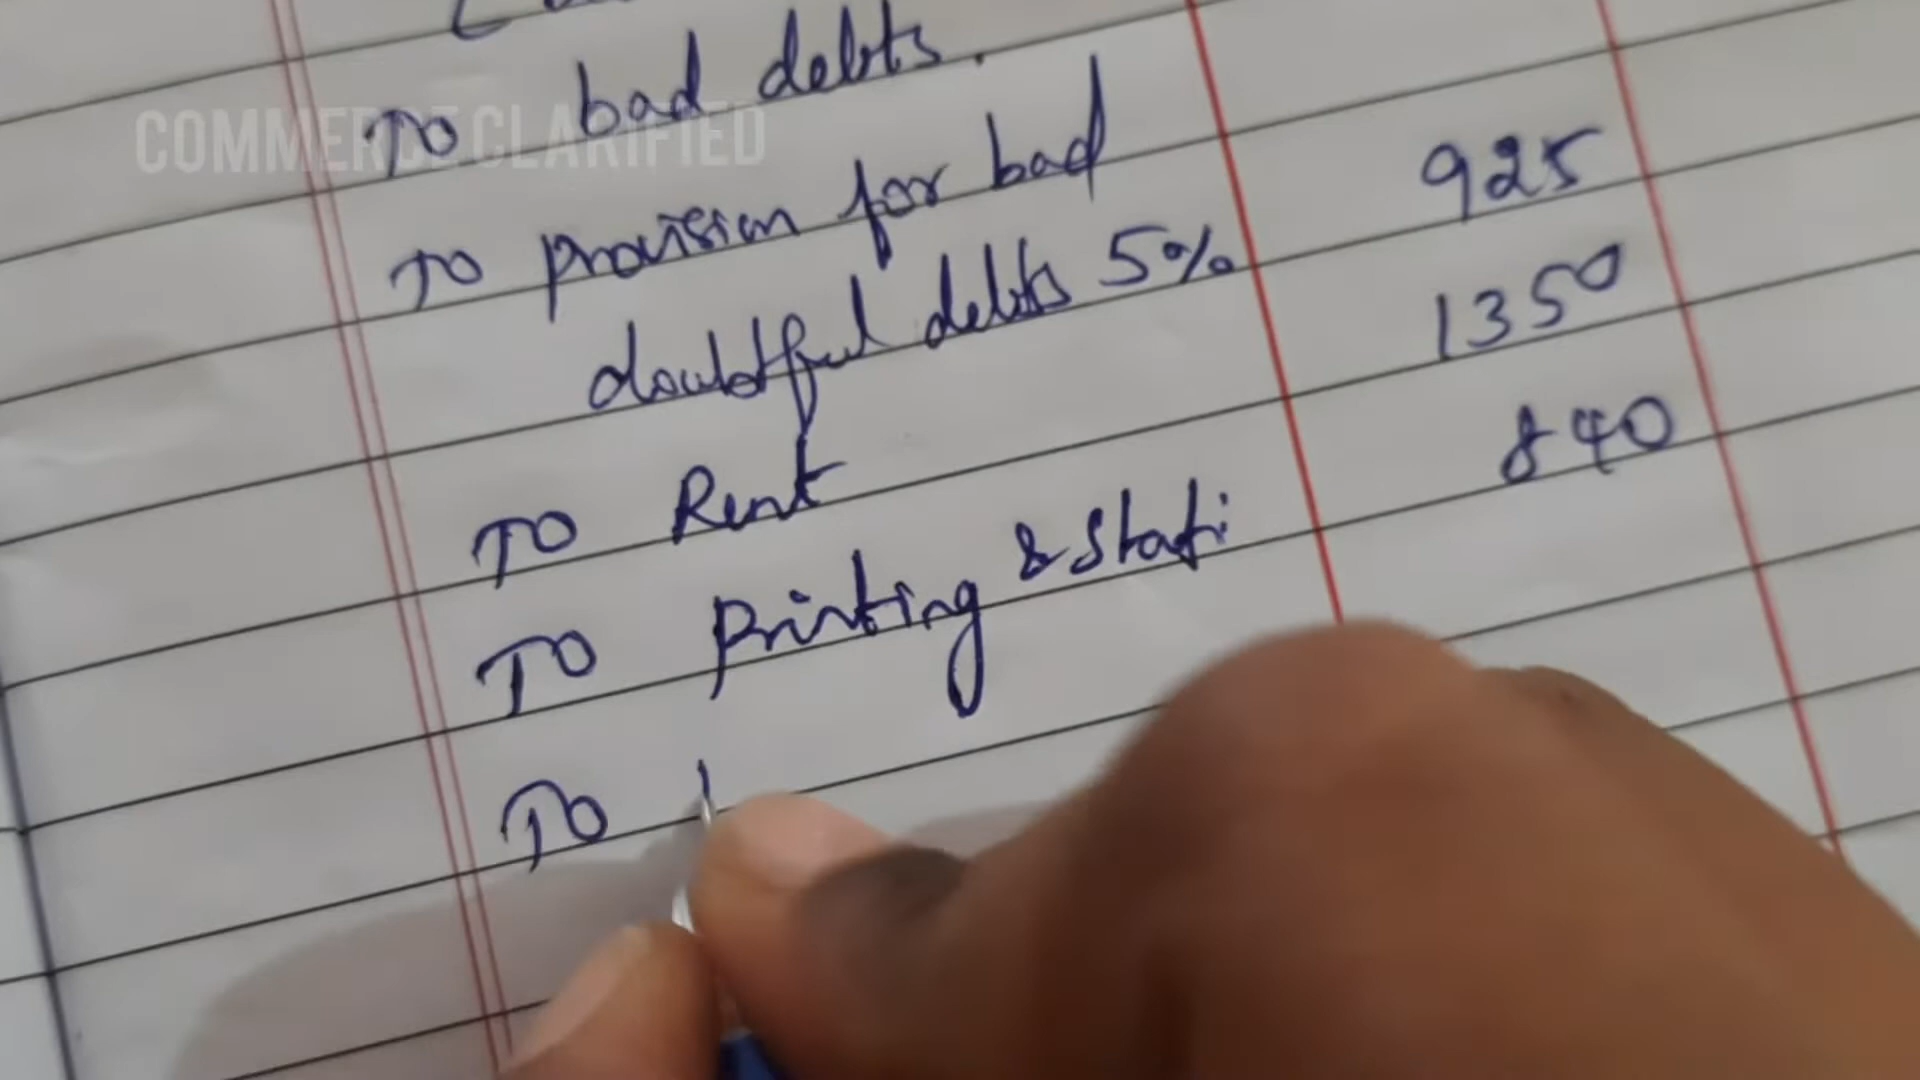 To bad debts.
COMMERCE CLARIFIED
To provision for bad
doubtful debts 5% 925
To Rent 1350
To printing & Stati 840
To